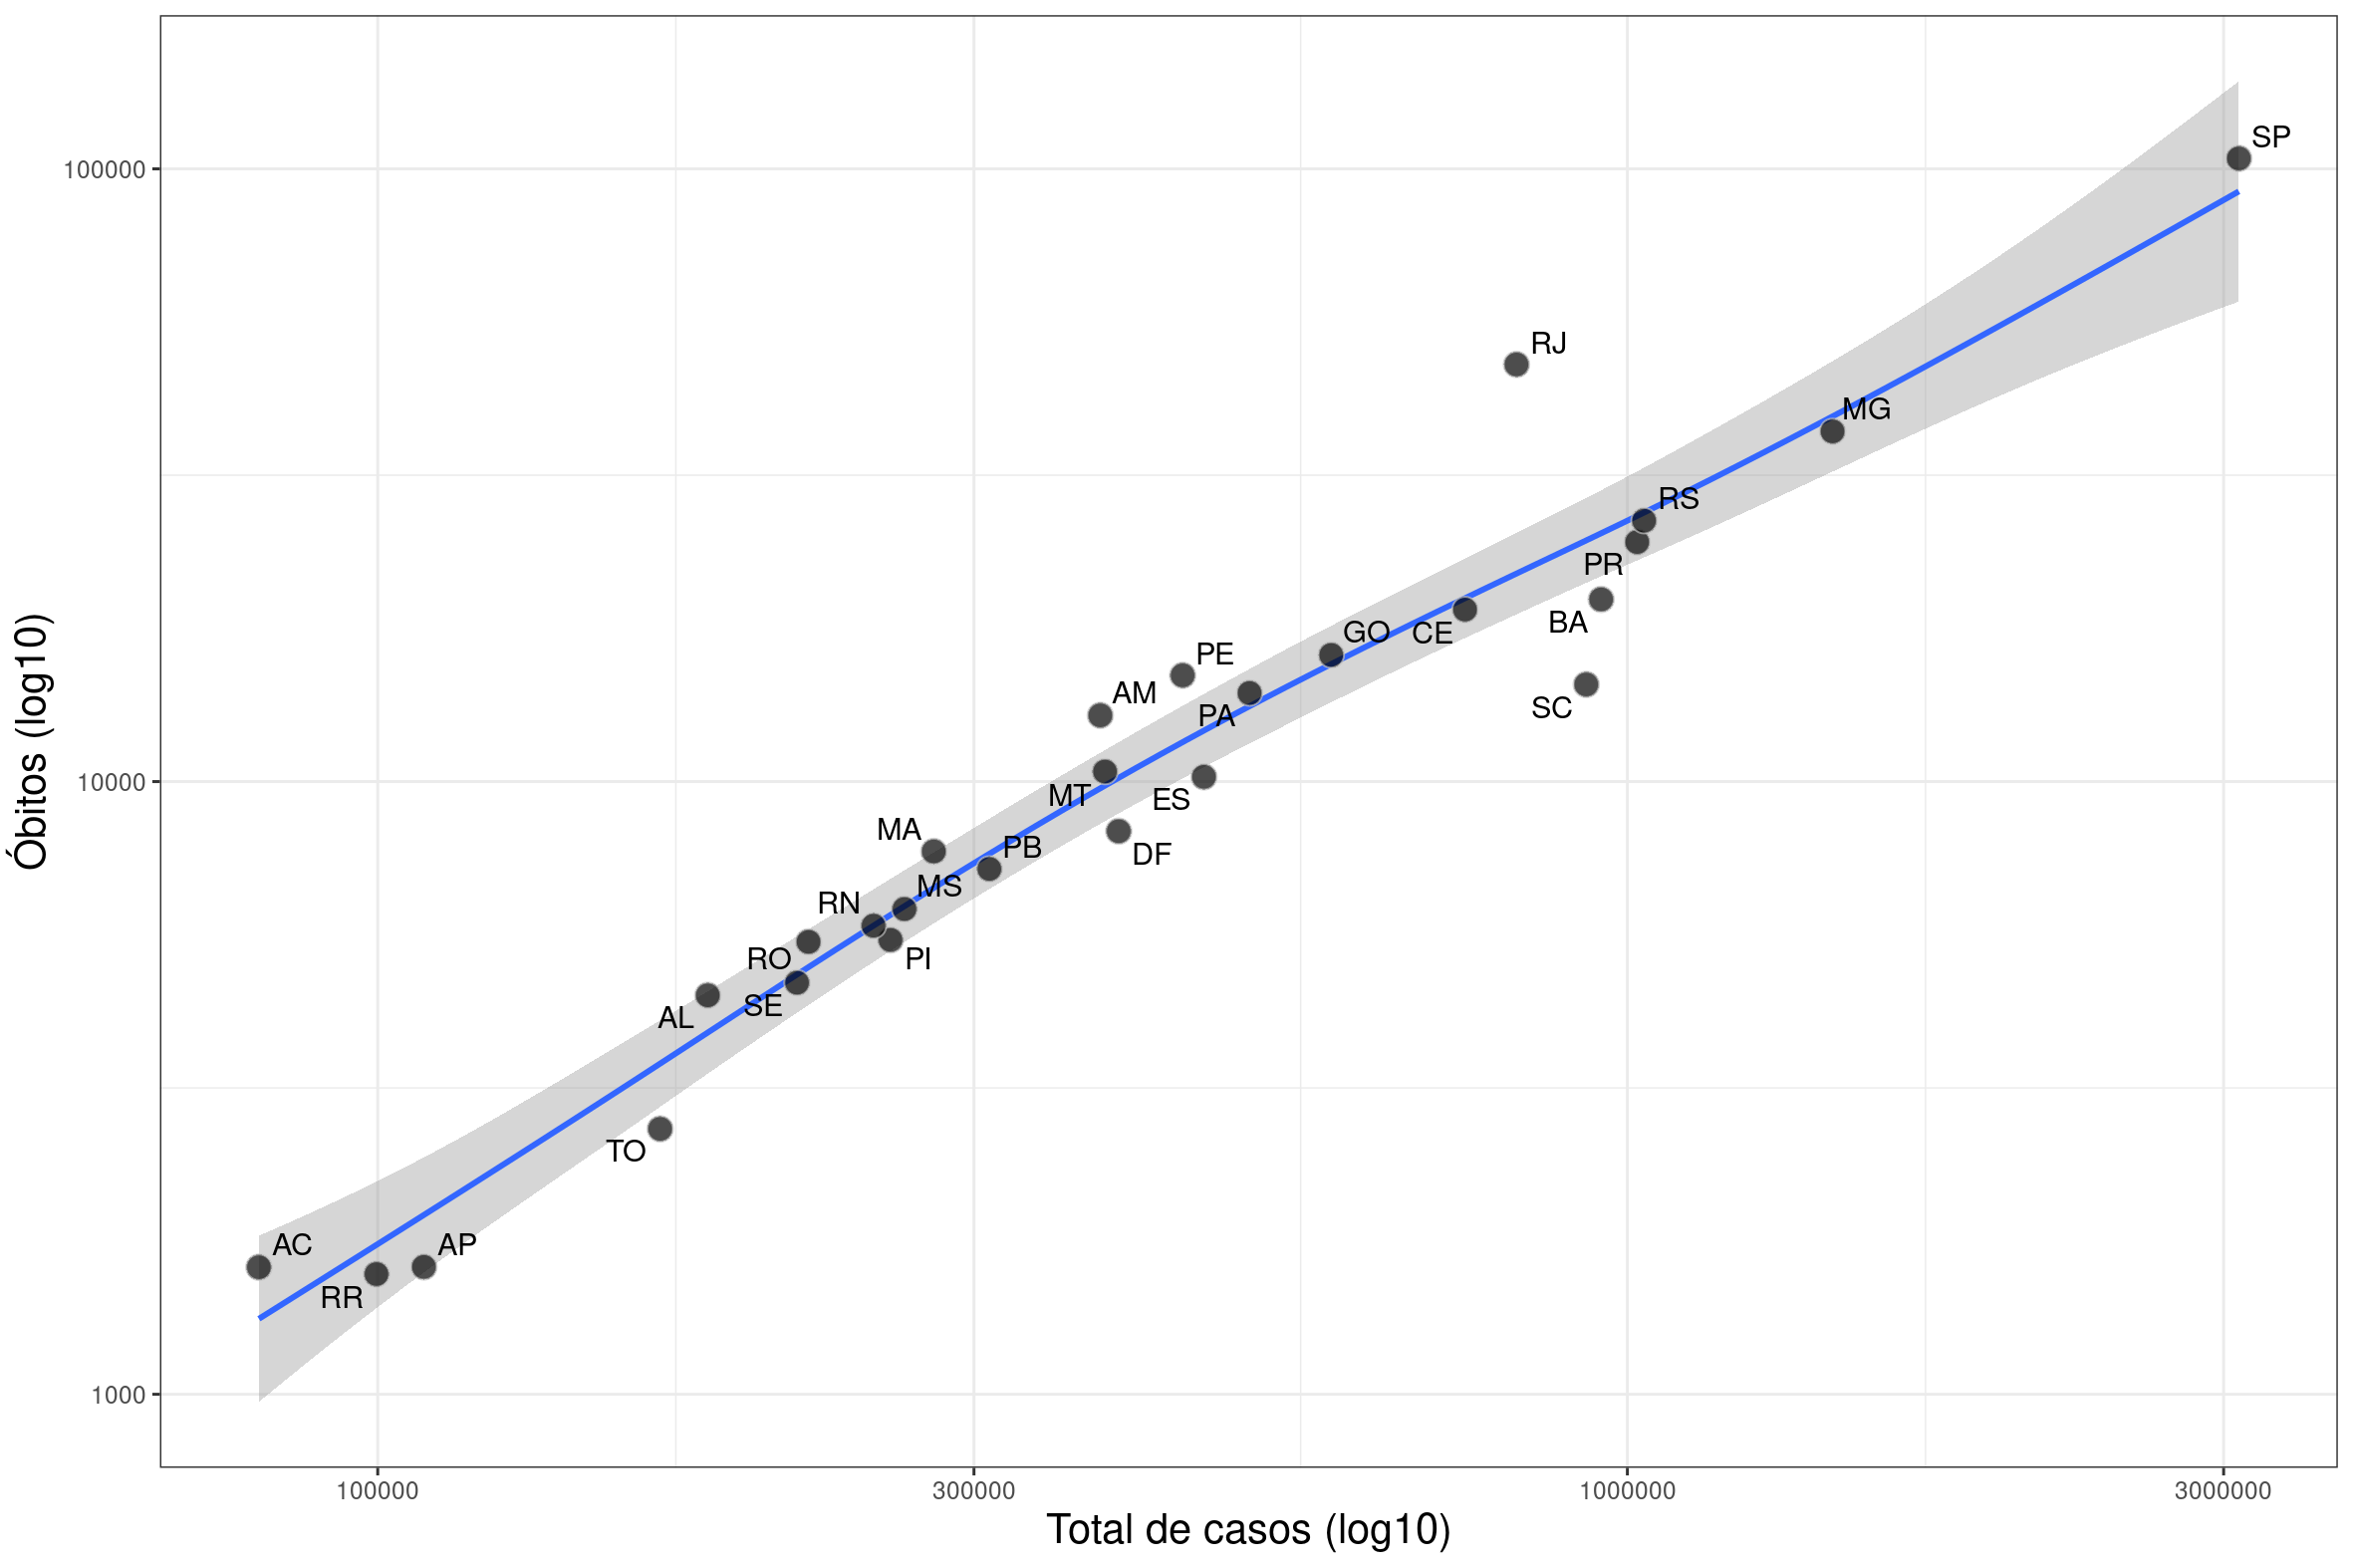 SP
100000
RJ
MG
RS
PR
BA
GO
CE
PE
AM
PA
SC
10000
MT
ES
MA
PB
DF
MS
RN
RO
PI
SE
AL
TO
AC
AP
RR
1000
Óbitos (log10)
100000
300000
1000000
3000000
Total de casos (log10)